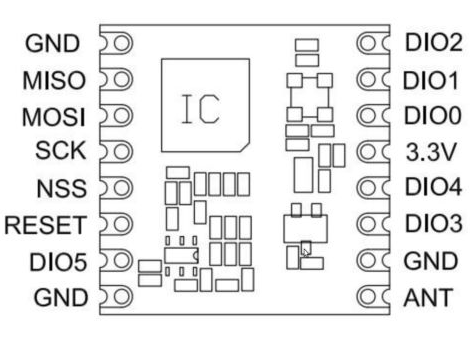 GND
MISO
MOSI
SCK
NSS
RESET
DIO5
GND
IC
DIO2
DIO1
DIO0
3.3V
DIO4
DIO3
GND
ANT